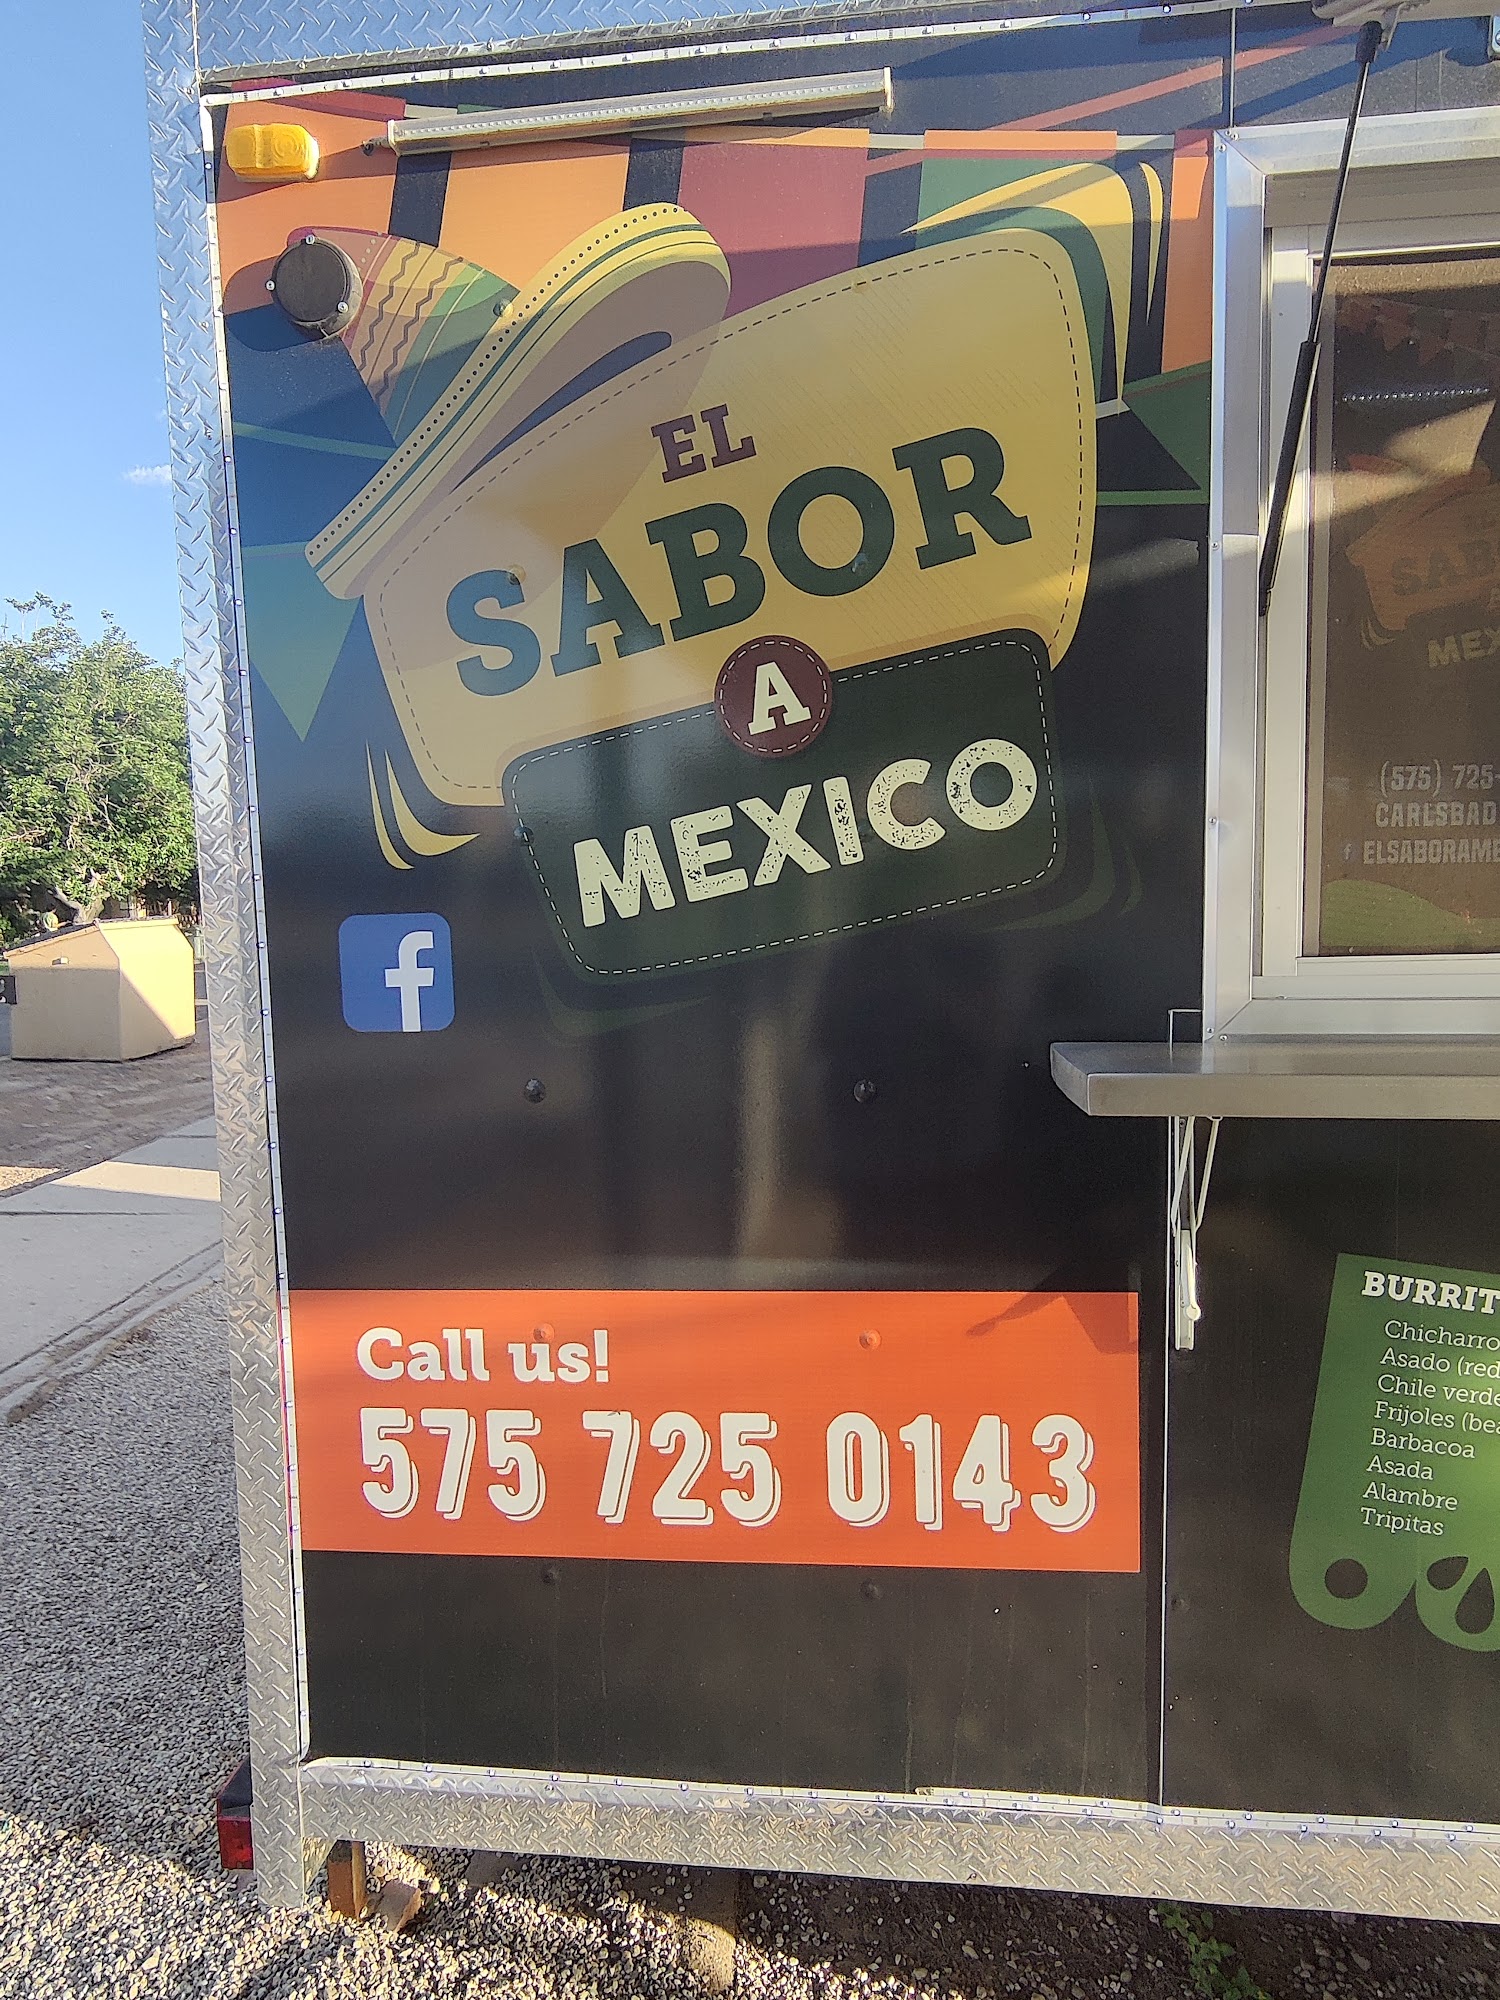 EL
SABOR
A
MEXICO
f
Call us!
575 725 0143
(575) 725-
CARLSBAD
f ELSABORAME
BURRIT
Chicharro
Asado (red
Chile verde
Frijoles (bea
Barbacoa
Asada
Alambre
Tripitas